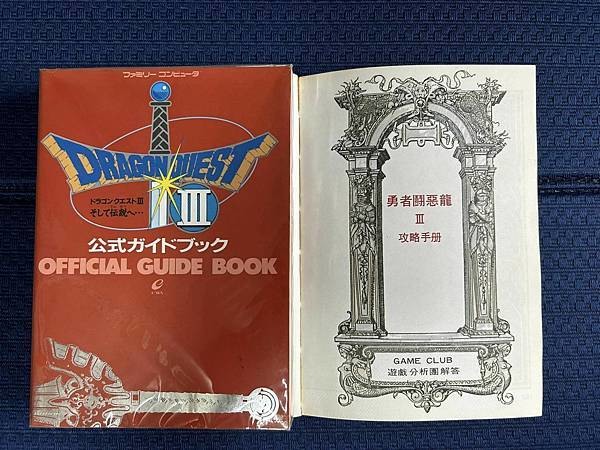 ファミリーコンピュータ
DRAGON QUEST
III
ドラゴンクエストIII
そして伝説へ…
公式ガイドブック
OFFICIAL GUIDE BOOK
勇者鬪惡龍
III
攻略手册
GAME CLUB
遊戲分析團解答